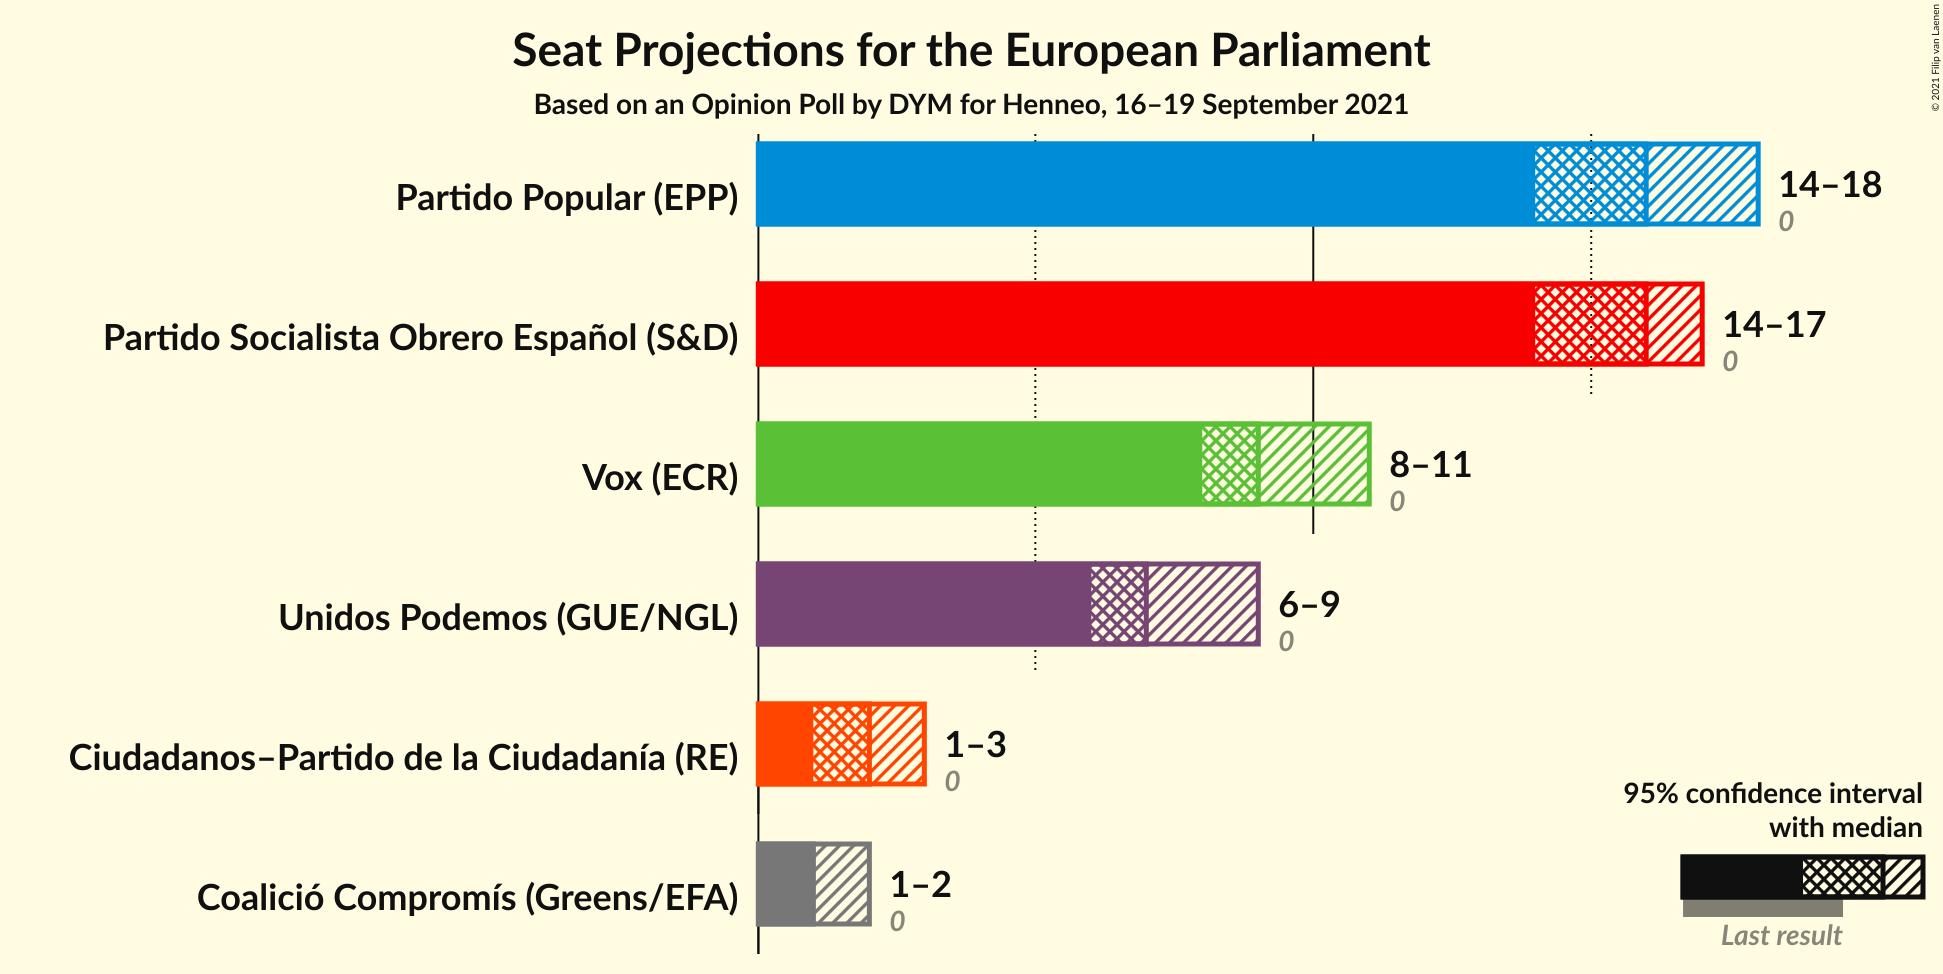 Seat Projections for the European Parliament
Based on an Opinion Poll by DYM for Henneo, 16–19 September 2021
© 2021 Filip van Laenen
Partido Popular (EPP)
14–18
0
Partido Socialista Obrero Español (S&D)
14–17
0
Vox (ECR)
8–11
0
Unidos Podemos (GUE/NGL)
6–9
0
Ciudadanos–Partido de la Ciudadanía (RE)
1–3
0
Coalició Compromís (Greens/EFA)
1–2
0
95% confidence interval
with median
Last result